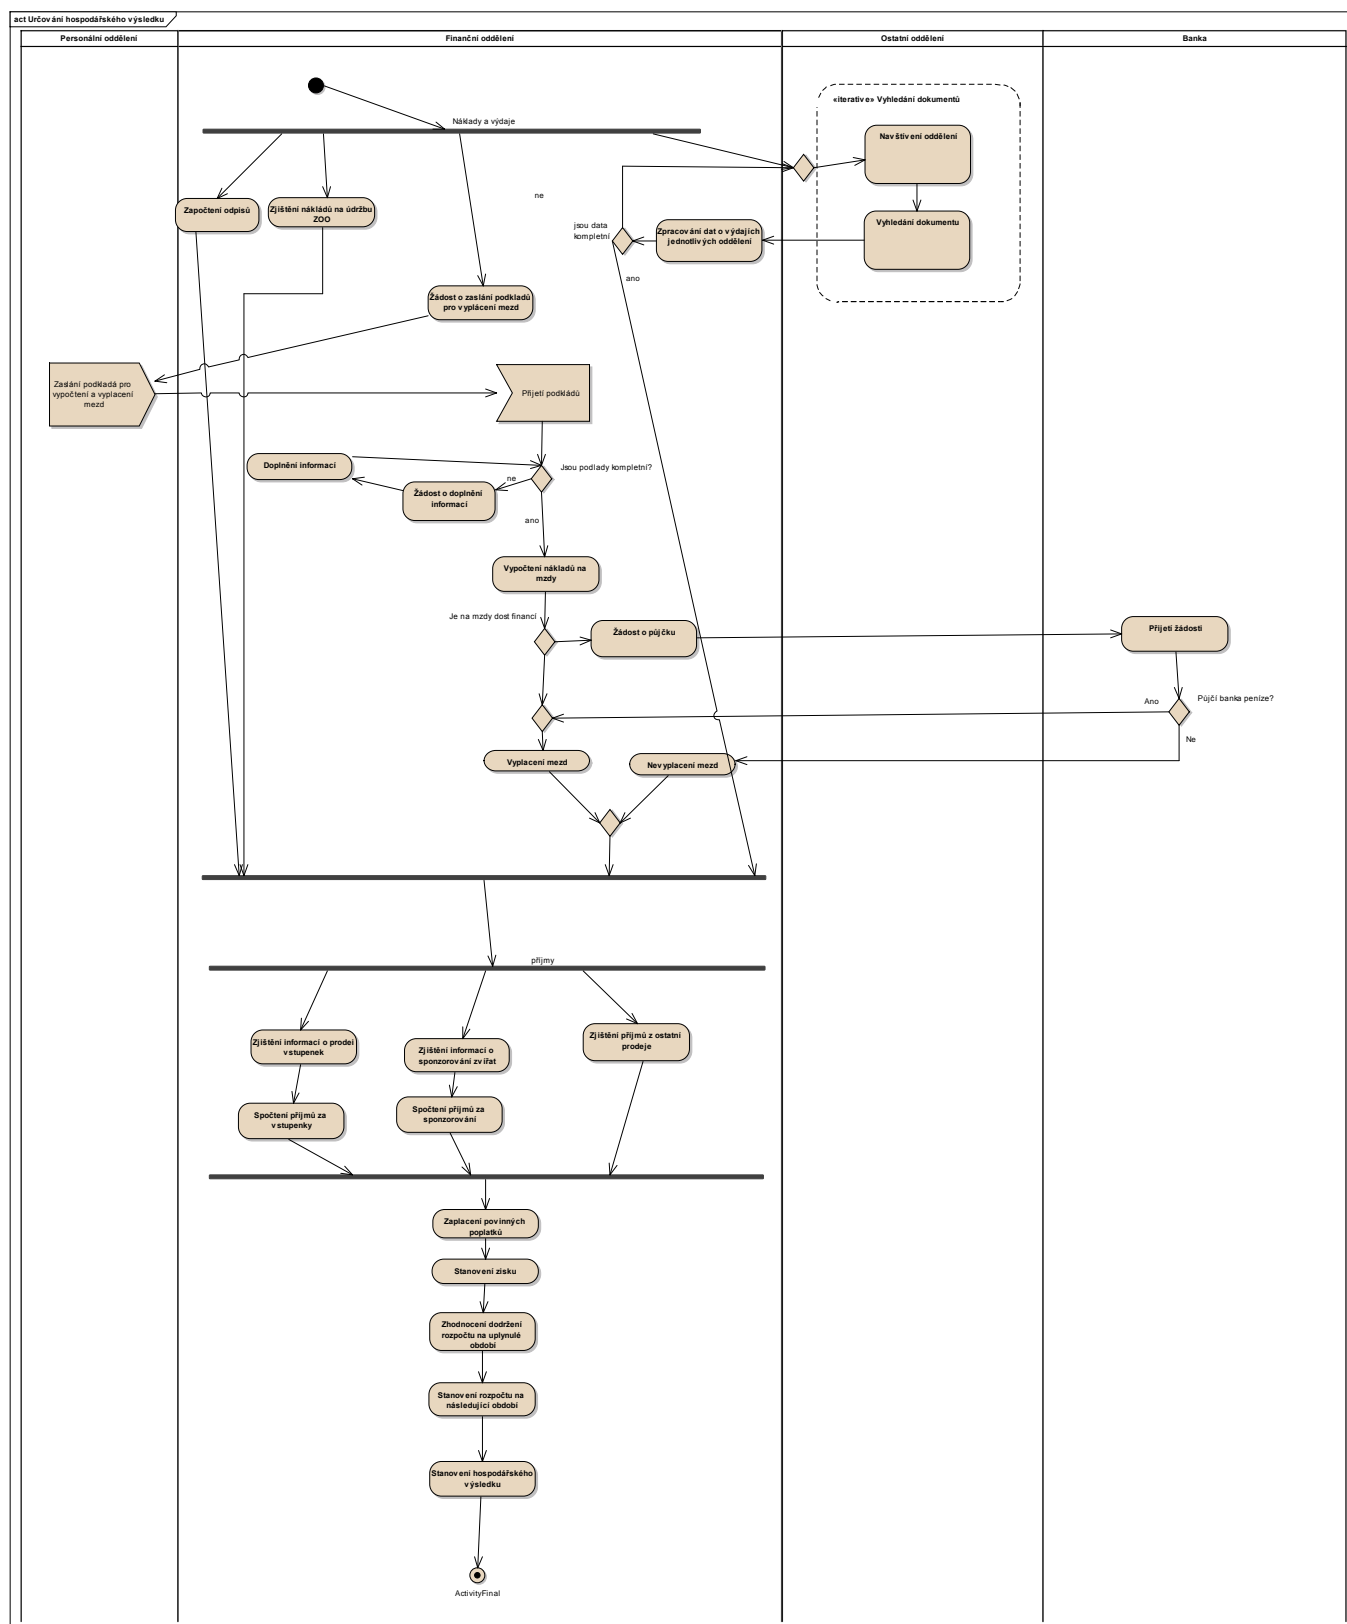 act Určování hospodářského výsledku
Personální oddělení
Finanční oddělení
Ostatní oddělení
Banka
«iterative» Vyhledání dokumentů
Náklady a výdaje
Navštívení oddělení
ne
Započtení odpisů
Zjištění nákládů na údržbu
ZOO
jsou data
kompletní
Zpracování dat o výdajích
jednotlivých oddělení
Vyhledání dokumentu
ano
Žádost o zaslání podkladů
pro vyplácení mezd
Zaslání podkladá pro
vypočtení a vyplacení
mezd
Přijetí podkládů
Doplnění informací
Jsou podlady kompletní?
ne
Žádost o doplnění
informací
ano
Vypočtení nákladů na
mzdy
Je na mzdy dost financí
Žádost o půjčku
Přijetí žádosti
Ano
Půjčí banka peníze?
Ne
Vyplacení mezd
Nevyplacení mezd
příjmy
Zjištění informací o prodeji
vstupenek
Zjištění informací o
sponzorování zvířat
Zjištění příjmů z ostatní
prodeje
Spočtení příjmů za
vstupenky
Spočtení příjmů za
sponzorování
Zaplacení povinných
poplatků
Stanovení zisku
Zhodnocení dodržení
rozpočtu na uplynulé
období
Stanovení rozpočtu na
následující období
Stanovení hospodářského
výsledku
ActivityFinal